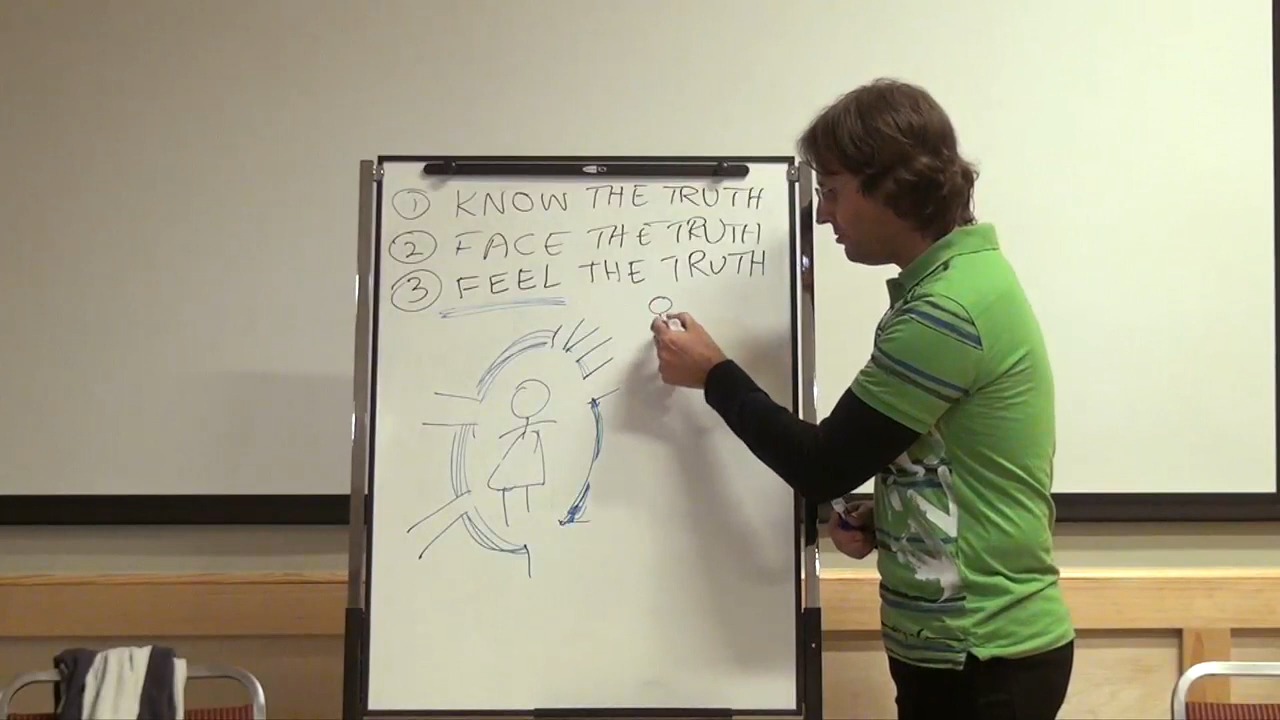 1 KNOW THE TRUTH
2 FACE THE TRUTH
3 FEEL THE TRUTH